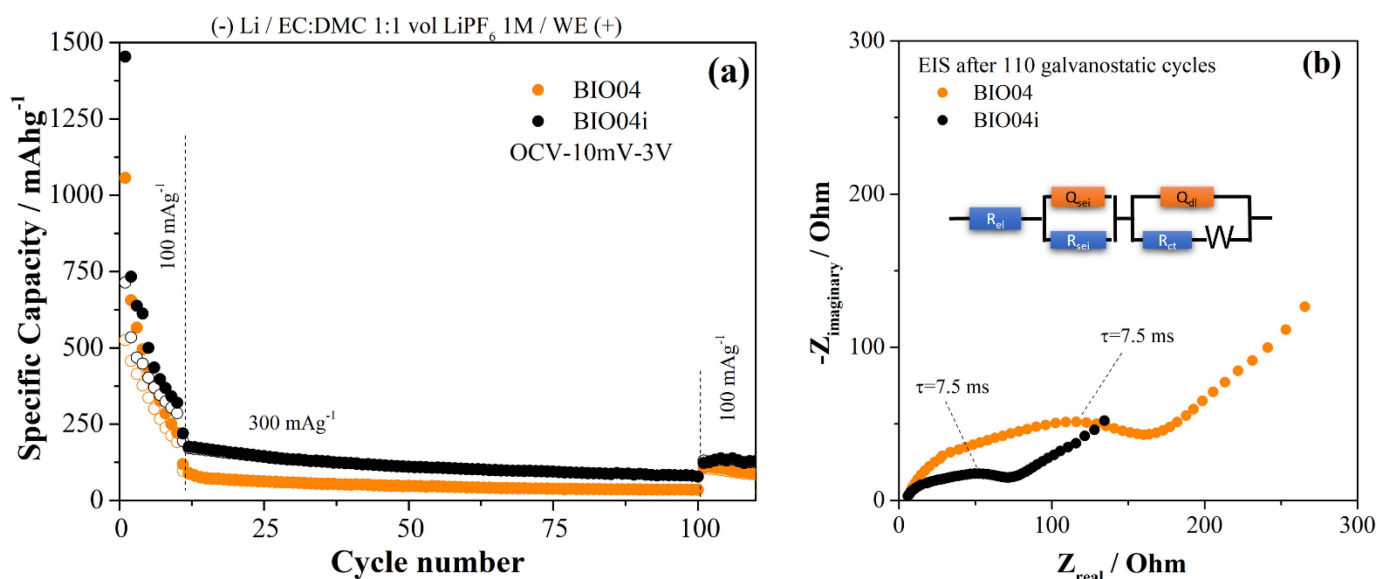 (-) Li / EC:DMC 1:1 vol LiPF6 1M / WE (+)
(a)
BIO04
BIO04i
OCV-10mV-3V
100 mAg-1
300 mAg-1
100 mAg-1
1500
1250
1000
750
500
250
0
0
25
50
75
100
Specific Capacity / mAhg-1
Cycle number
(b)
EIS after 110 galvanostatic cycles
BIO04
BIO04i
Rel
Qsei
Rsei
Qdl
Rct
W
τ=7.5 ms
τ=7.5 ms
300
200
100
50
0
0
50
100
200
300
-Zimaginary / Ohm
Zreal / Ohm